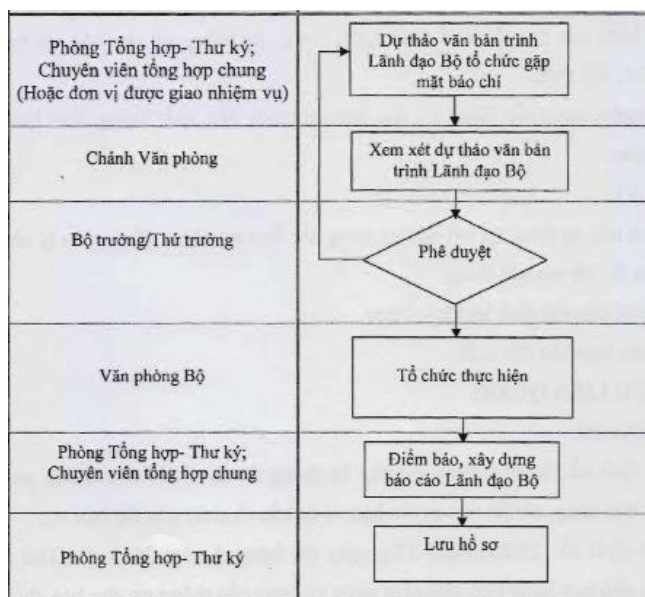 Phòng Tổng hợp- Thư ký;
Chuyên viên tổng hợp chung
(Hoặc đơn vị được giao nhiệm vụ)
Dự thảo văn bản trình
Lãnh đạo Bộ tổ chức gặp
mặt báo chí
Chánh Văn phòng
Xem xét dự thảo văn bản
trình Lãnh đạo Bộ
Bộ trưởng/Thứ trưởng
Phê duyệt
Văn phòng Bộ
Tổ chức thực hiện
Phòng Tổng hợp- Thư ký;
Chuyên viên tổng hợp chung
Điểm báo, xây dựng
báo cáo Lãnh đạo Bộ
Phòng Tổng hợp- Thư ký
Lưu hồ sơ